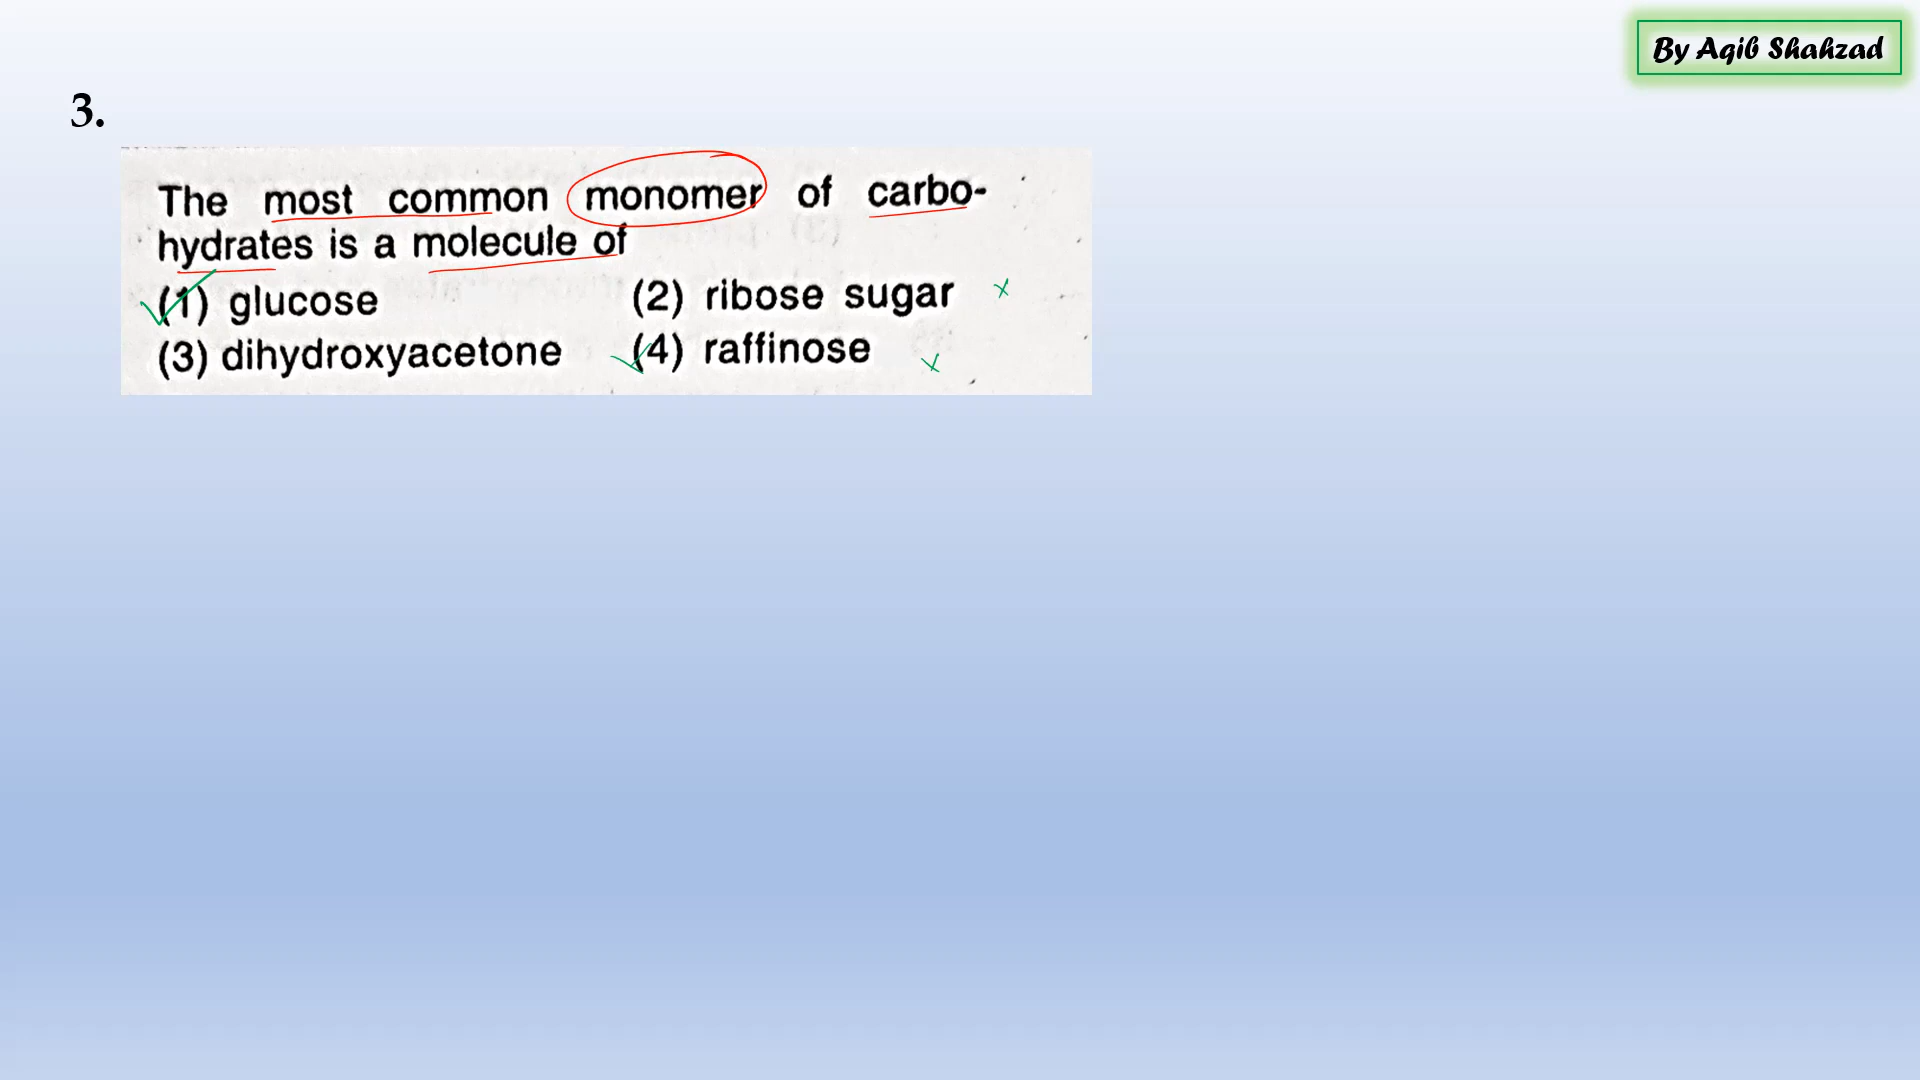 By Aqib Shahzad
3.
The most common monomer of carbo-
hydrates is a molecule of
(1) glucose (2) ribose sugar
(3) dihydroxyacetone (4) raffinose